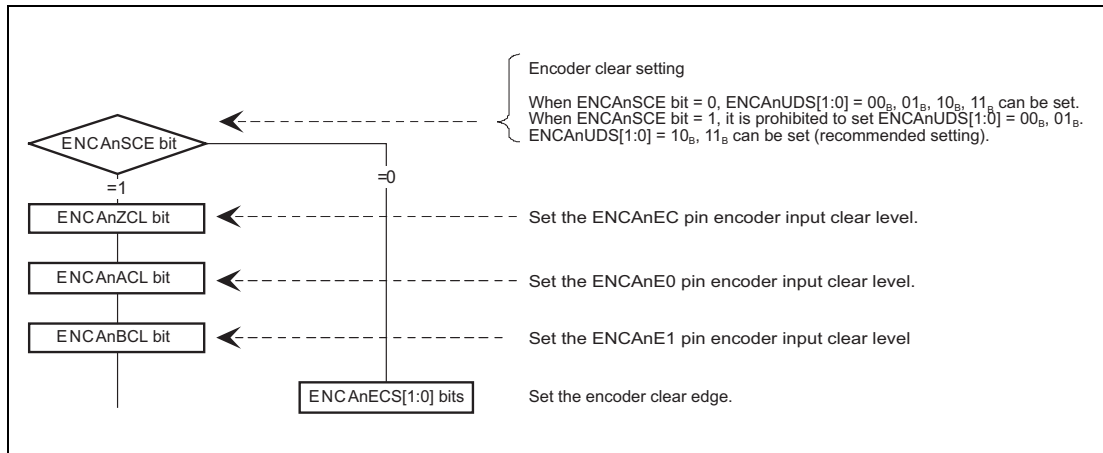 Encoder clear setting
When ENCAnSCE bit = 0, ENCAnUDS[1:0] = 00B, 01B, 10B, 11B can be set.
When ENCAnSCE bit = 1, it is prohibited to set ENCAnUDS[1:0] = 00B, 01B.
ENCAnUDS[1:0] = 10B, 11B can be set (recommended setting).
ENCAnSCE bit
=0
=1
ENCAnZCL bit
Set the ENCAnEC pin encoder input clear level.
ENCAnACL bit
Set the ENCAnE0 pin encoder input clear level.
ENCAnBCL bit
Set the ENCAnE1 pin encoder input clear level
ENCAnECS[1:0] bits
Set the encoder clear edge.